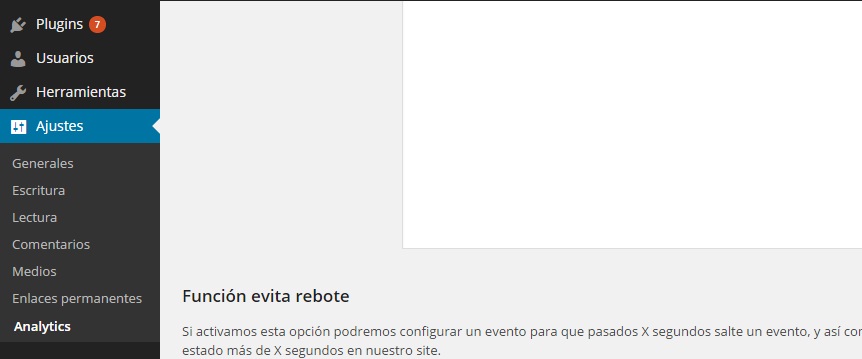 Plugins 7
Usuarios
Herramientas
Ajustes
Generales
Escritura
Lectura
Comentarios
Medios
Enlaces permanentes
Analytics
Función evita rebote
Si activamos esta opción podremos configurar un evento para que pasados X segundos salte un evento, y así
estado más de X segundos en nuestro site.